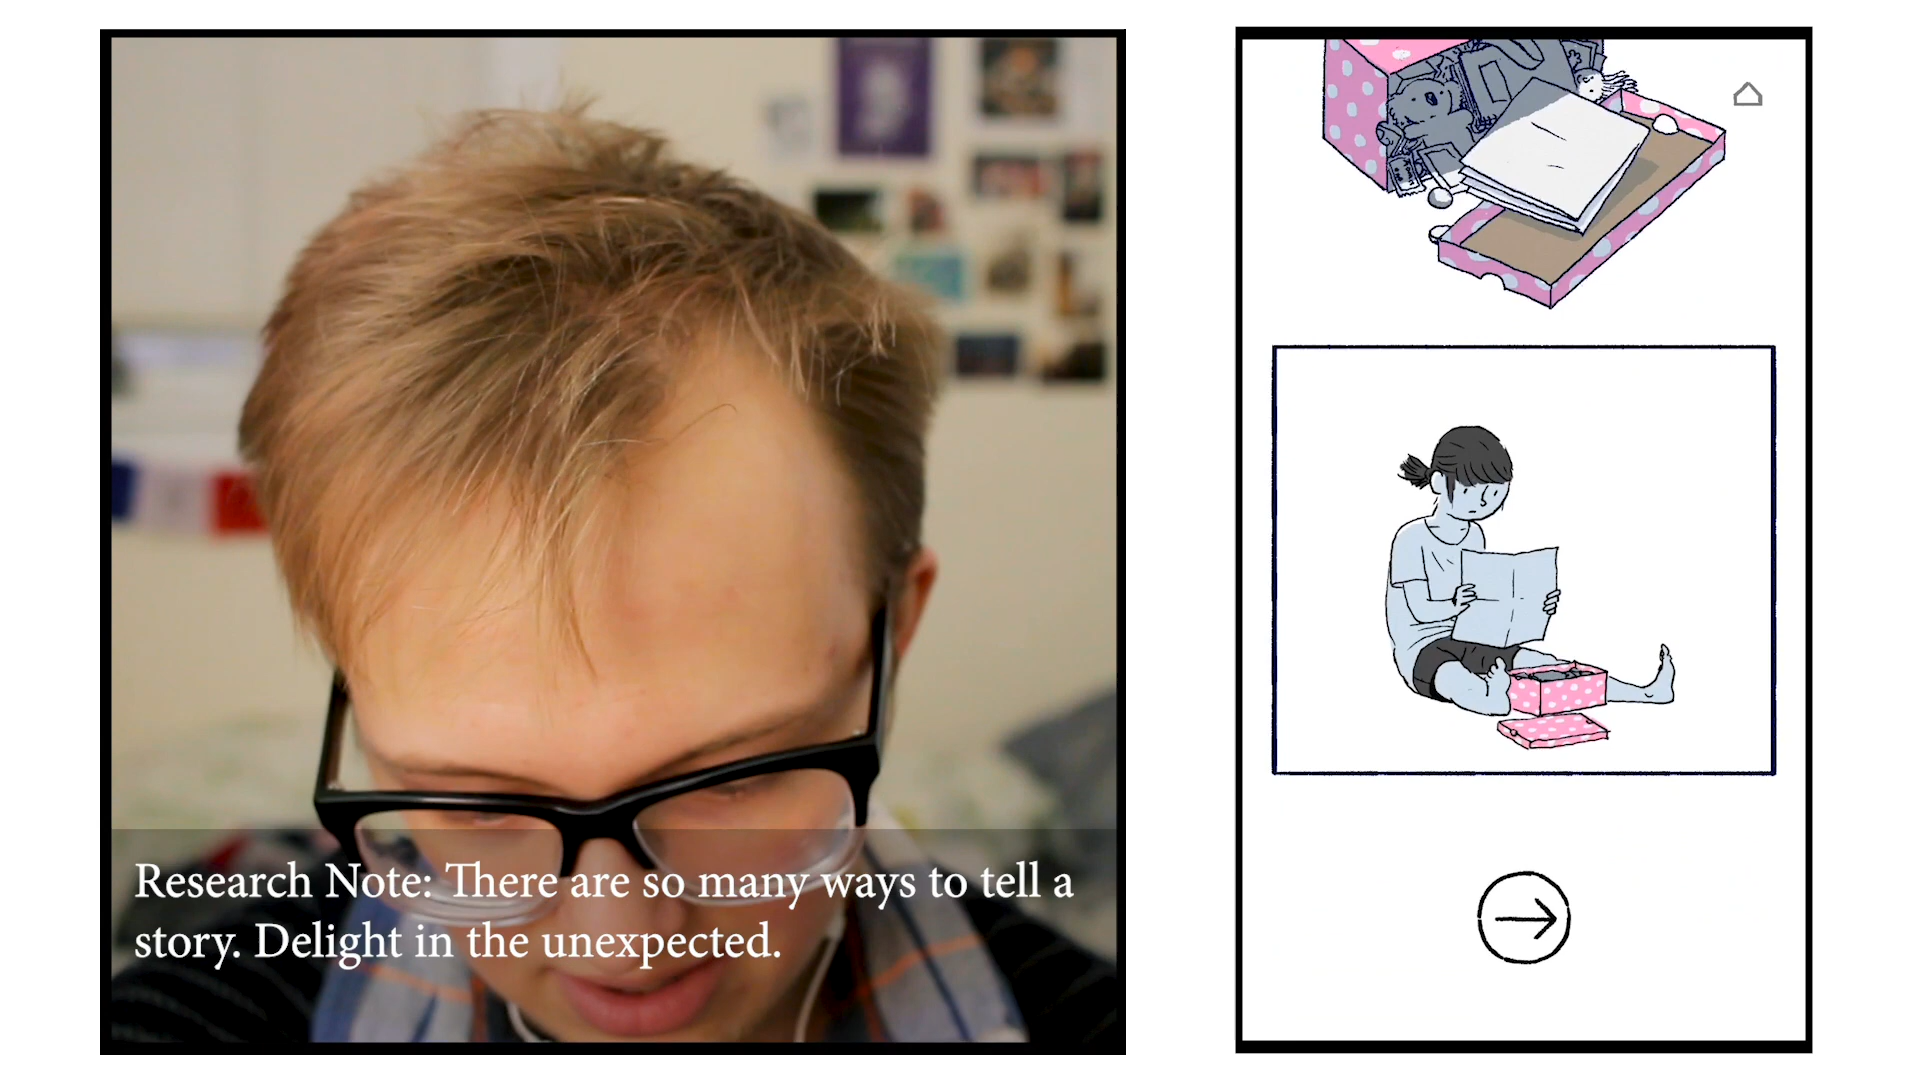 Research Note: There are so many ways to tell a
story. Delight in the unexpected.